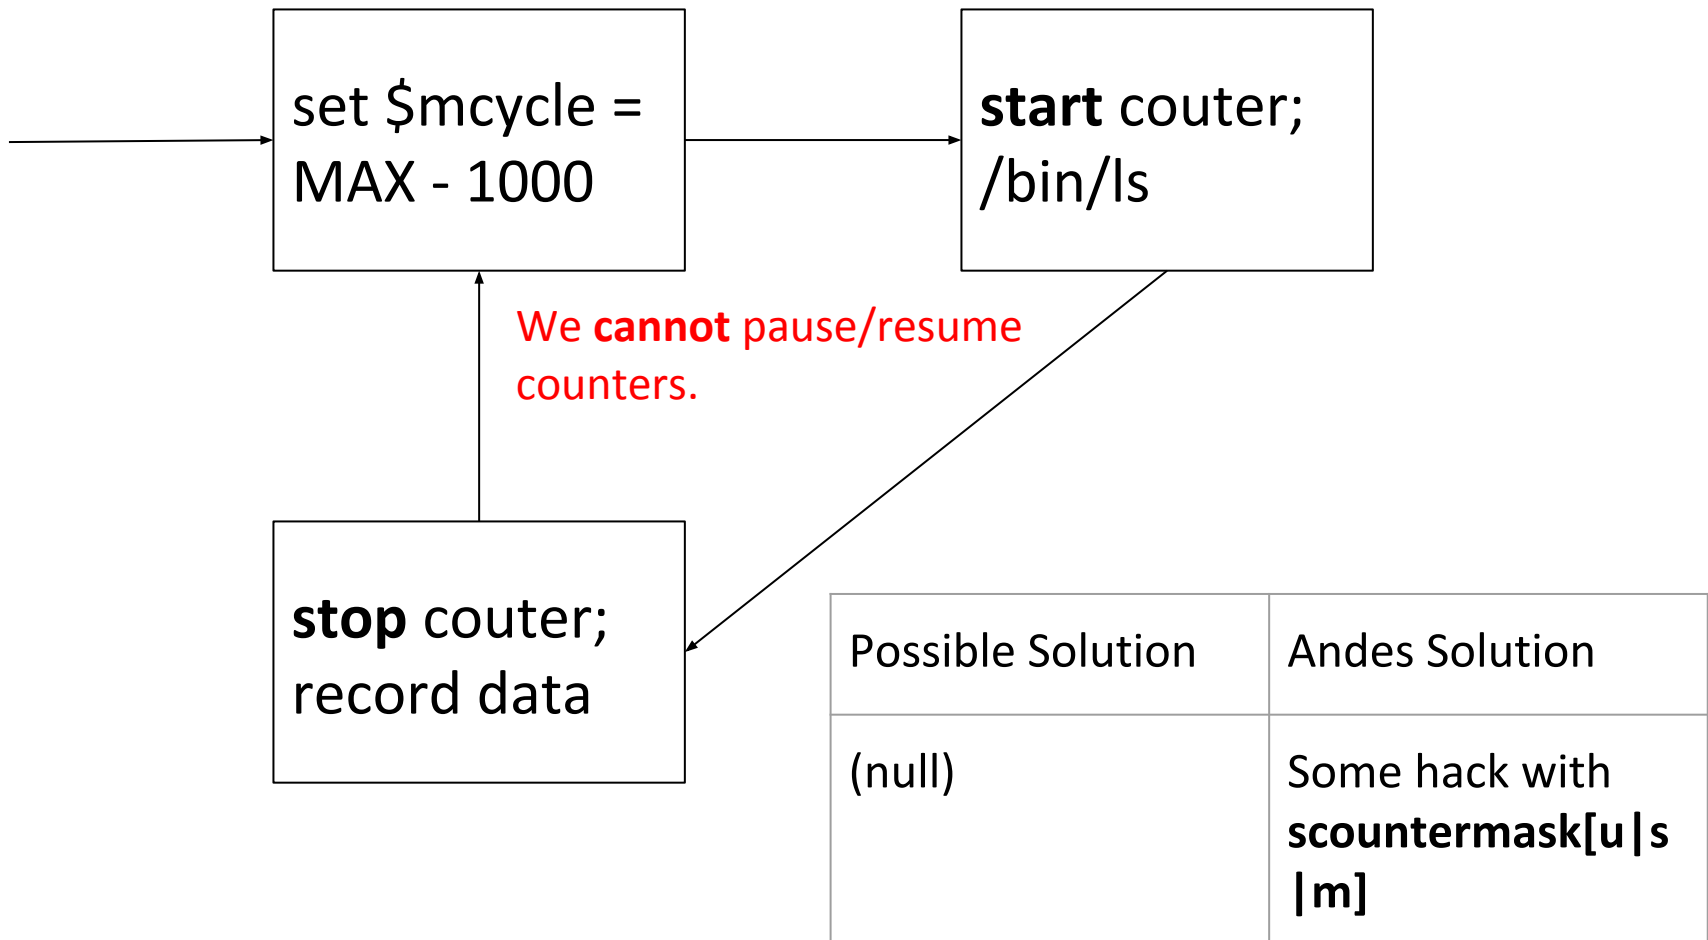 set $mcycle =
MAX - 1000
start couter;
/bin/ls
We cannot pause/resume
counters.
stop couter;
record data
Possible Solution
Andes Solution
(null)
Some hack with
scountermask[u|s
|m]